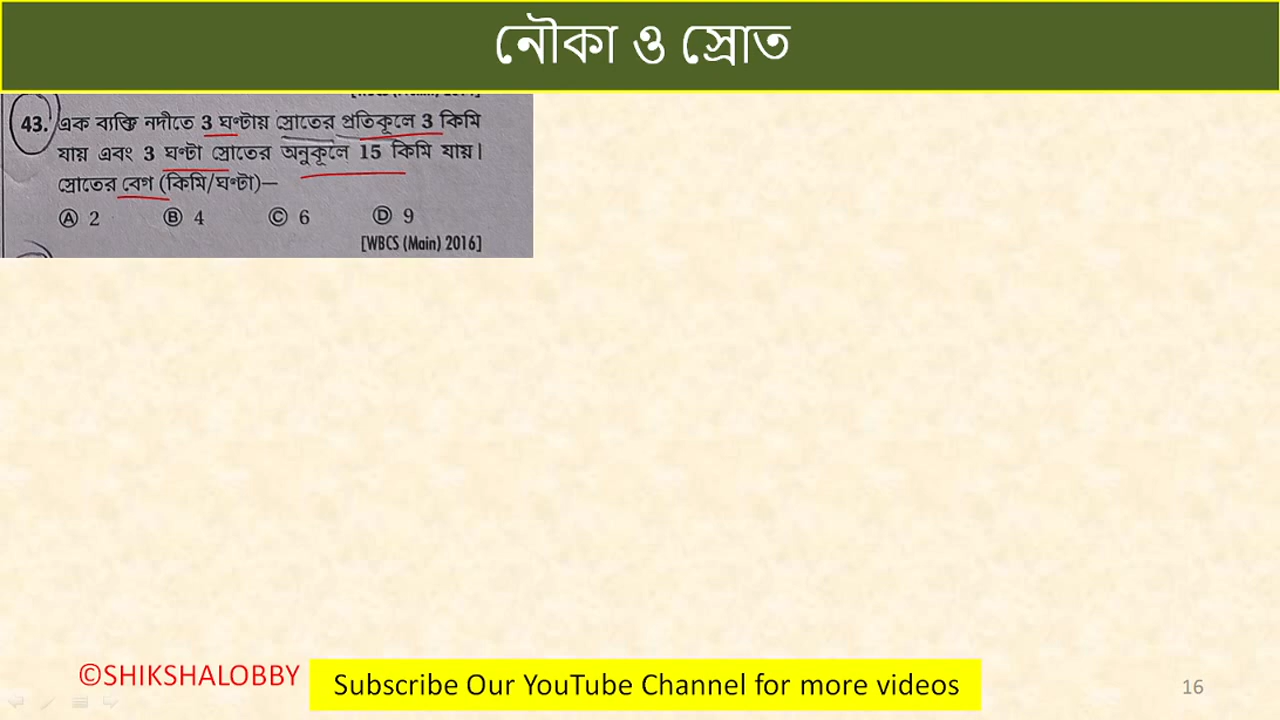 নৌকা ও স্রোত
43. এক ব্যক্তি নদীতে 3 ঘণ্টায় স্রোতের প্রতিকূলে 3 কিমি
যায় এবং 3 ঘণ্টা স্রোতের অনুকূলে 15 কিমি যায়।
স্রোতের বেগ (কিমি/ঘণ্টা)—
Ⓐ 2 Ⓑ 4 Ⓒ 6 Ⓓ 9
[WBCS (Main) 2016]
©SHIKSHALOBBY
Subscribe Our YouTube Channel for more videos
16